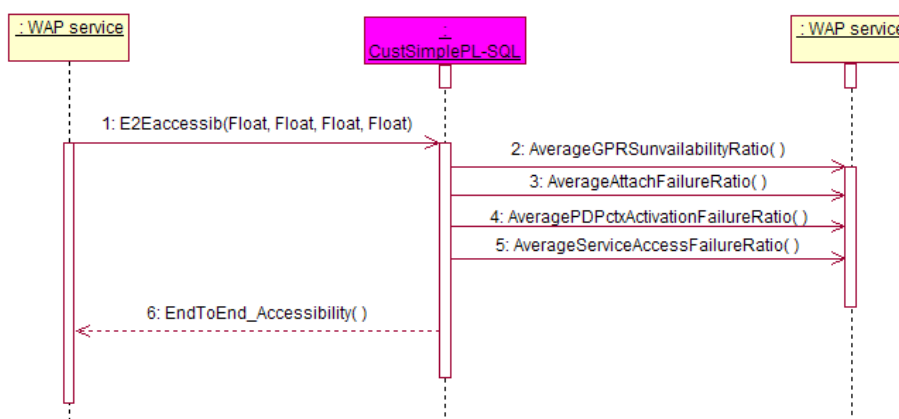 : WAP service
:
CustSimplePL-SQL
: WAP service
1: E2Eaccessib(Float, Float, Float, Float)
2: AverageGPRSunvailabilityRatio( )
3: AverageAttachFailureRatio( )
4: AveragePDPctxActivationFailureRatio( )
5: AverageServiceAccessFailureRatio( )
6: EndToEnd_Accessibility( )